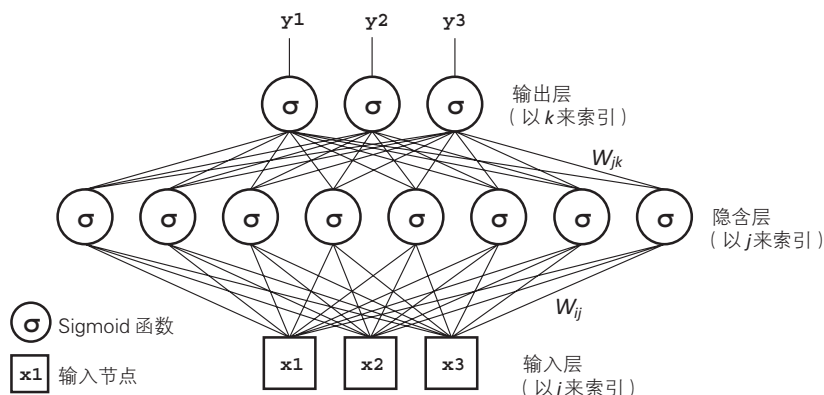 y1 y2 y3
σ σ σ
输出层
（以k来索引）
Wjk
σ σ σ σ σ σ σ σ
隐含层
（以j来索引）
Wij
σ Sigmoid 函数
x1 x2 x3
输入层
（以i来索引）
x1 输入节点